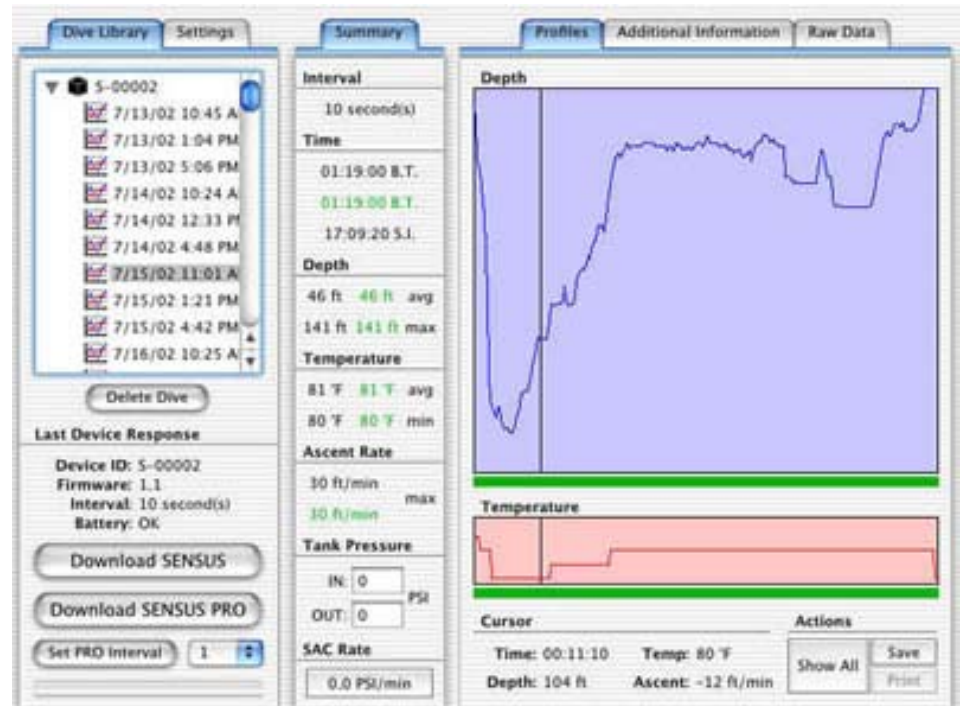 Dive Library Settings
S-00002
7/13/02 10:45 A
7/13/02 1:04 PM
7/13/02 5:06 PM
7/14/02 10:24 A
7/14/02 12:33 PM
7/14/02 4:48 PM
7/15/02 11:01 A
7/15/02 1:21 PM
7/15/02 4:42 PM
7/16/02 10:25 A
Delete Dive
Last Device Response
Device ID: S-00002
Firmware: 1.1
Interval: 10 second(s)
Battery: OK
Download SENSUS
Download SENSUS PRO
Set PRO Interval 1
Summary
Interval
10 second(s)
Time
01:19:00 B.T.
01:19:00 B.T.
17:09:20 S.I.
Depth
46 ft 46 ft avg
141 ft 141 ft max
Temperature
81 °F 81 °F avg
80 °F 80 °F min
Ascent Rate
30 ft/min
max
30 ft/min
Tank Pressure
IN: 0
PSI
OUT: 0
SAC Rate
0.0 PSI/min
Profiles Additional Information Raw Data
Depth
Temperature
Cursor
Time: 00:11:10 Temp: 80 °F
Depth: 104 ft Ascent: -12 ft/min
Actions
Show All
Save
Print